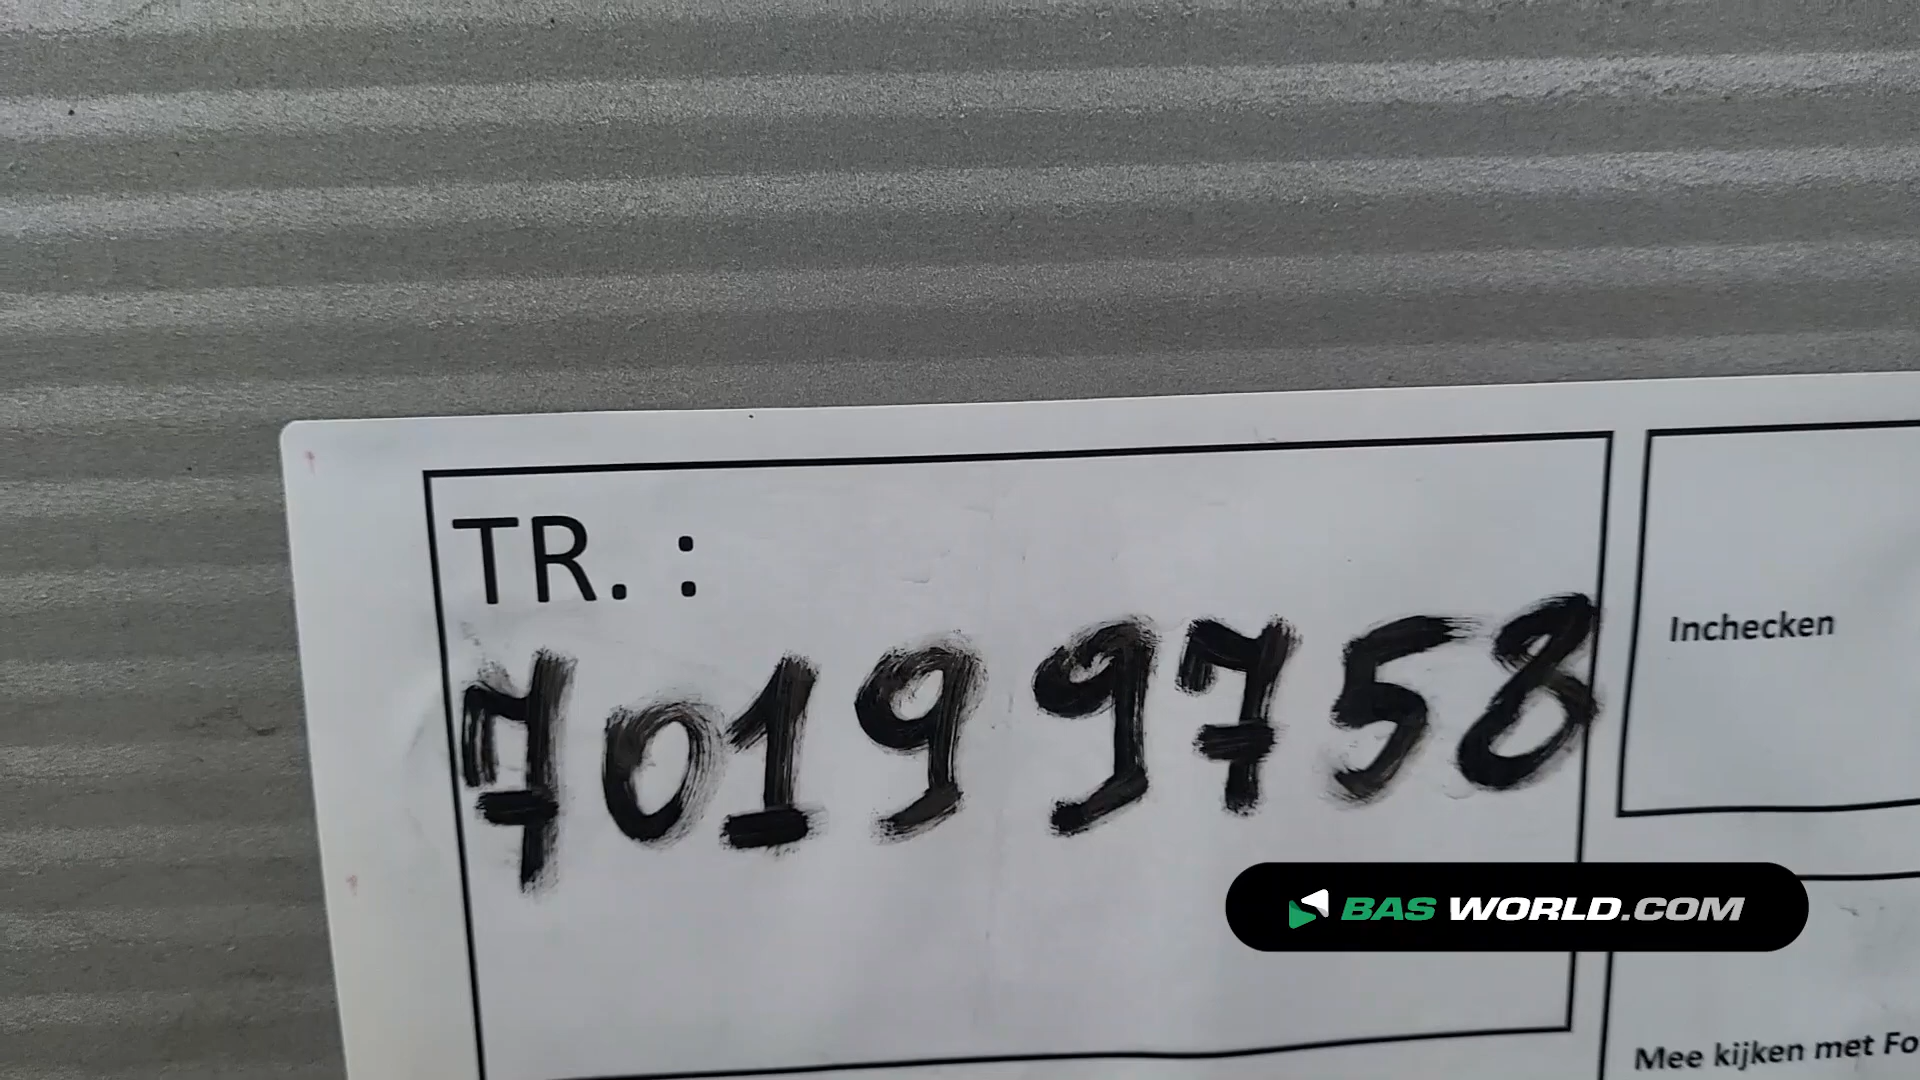 TR. :
70199758
Inchecken
BAS WORLD.COM
Mee kijken met Fo